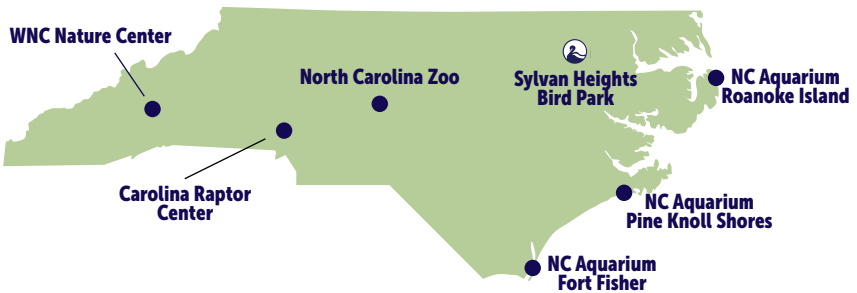 WNC Nature Center
North Carolina Zoo
Sylvan Heights
Bird Park
NC Aquarium
Roanoke Island
Carolina Raptor
Center
NC Aquarium
Pine Knoll Shores
NC Aquarium
Fort Fisher